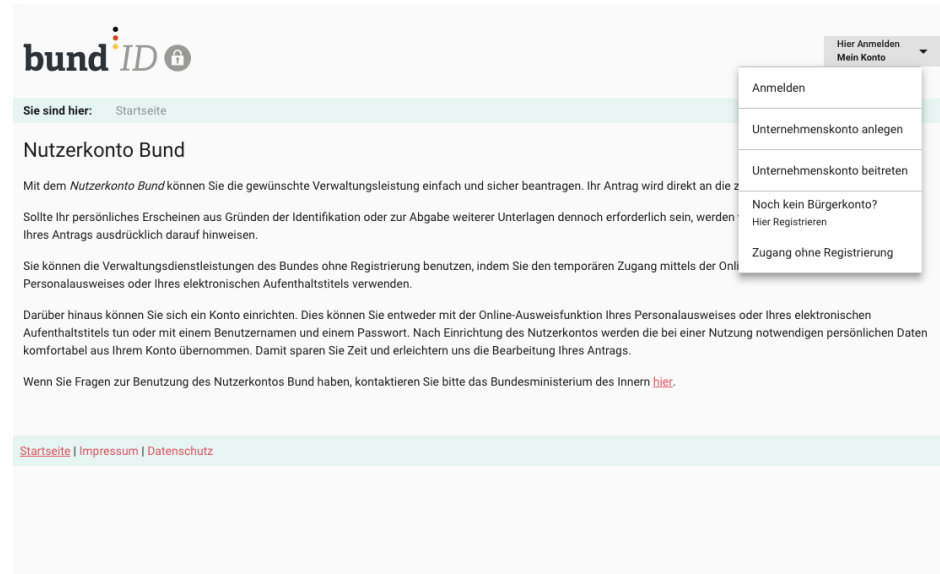 bund ID
Hier Anmelden
Mein Konto
Anmelden
Unternehmenskonto anlegen
Unternehmenskonto beitreten
Noch kein Bürgerkonto?
Hier Registrieren
Zugang ohne Registrierung
Sie sind hier: Startseite
Nutzerkonto Bund
Mit dem Nutzerkonto Bund können Sie die gewünschte Verwaltungsleistung einfach und sicher beantragen. Ihr Antrag wird direkt an die
Sollte Ihr persönliches Erscheinen aus Gründen der Identifikation oder zur Abgabe weiterer Unterlagen dennoch erforderlich sein, werden
Ihres Antrags ausdrücklich darauf hinweisen.
Sie können die Verwaltungsdienstleistungen des Bundes ohne Registrierung benutzen, indem Sie den temporären Zugang mittels der
Personalausweises oder Ihres elektronischen Aufenthaltstitels verwenden.
Darüber hinaus können Sie sich ein Konto einrichten. Dies können Sie entweder mit der Online-Ausweisfunktion Ihres Personalausweises oder Ihres elektronischen
Aufenthaltstitels tun oder mit einem Benutzernamen und einem Passwort. Nach Einrichtung des Nutzerkontos werden die bei einer Nutzung notwendigen persönlichen Daten
komfortabel aus Ihrem Konto übernommen. Damit sparen Sie Zeit und erleichtern uns die Bearbeitung Ihres Antrags.
Wenn Sie Fragen zur Benutzung des Nutzerkontos Bund haben, kontaktieren Sie bitte das Bundesministerium des Innern hier.
Startseite | Impressum | Datenschutz